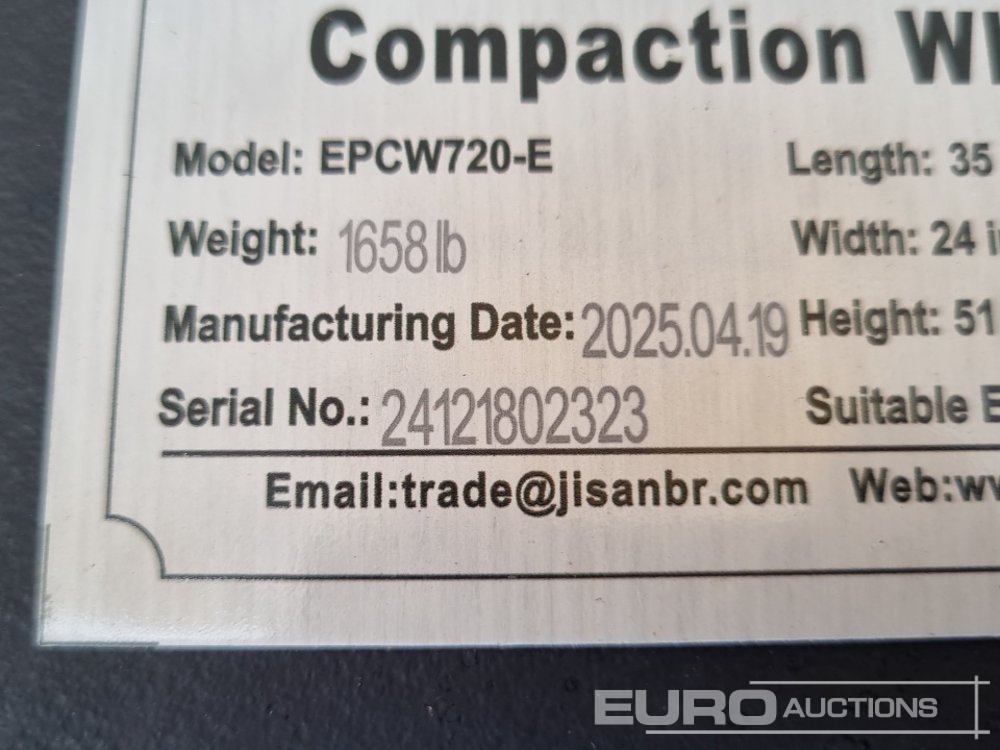 Compaction
Model: EPCW720-E Length: 35
Weight: 1658 lb Width: 24
Manufacturing Date: 2025.04.19 Height: 51
Serial No.: 24121802323 Suitable
Email:trade@jisanbr.com Web:
EURO AUCTIONS